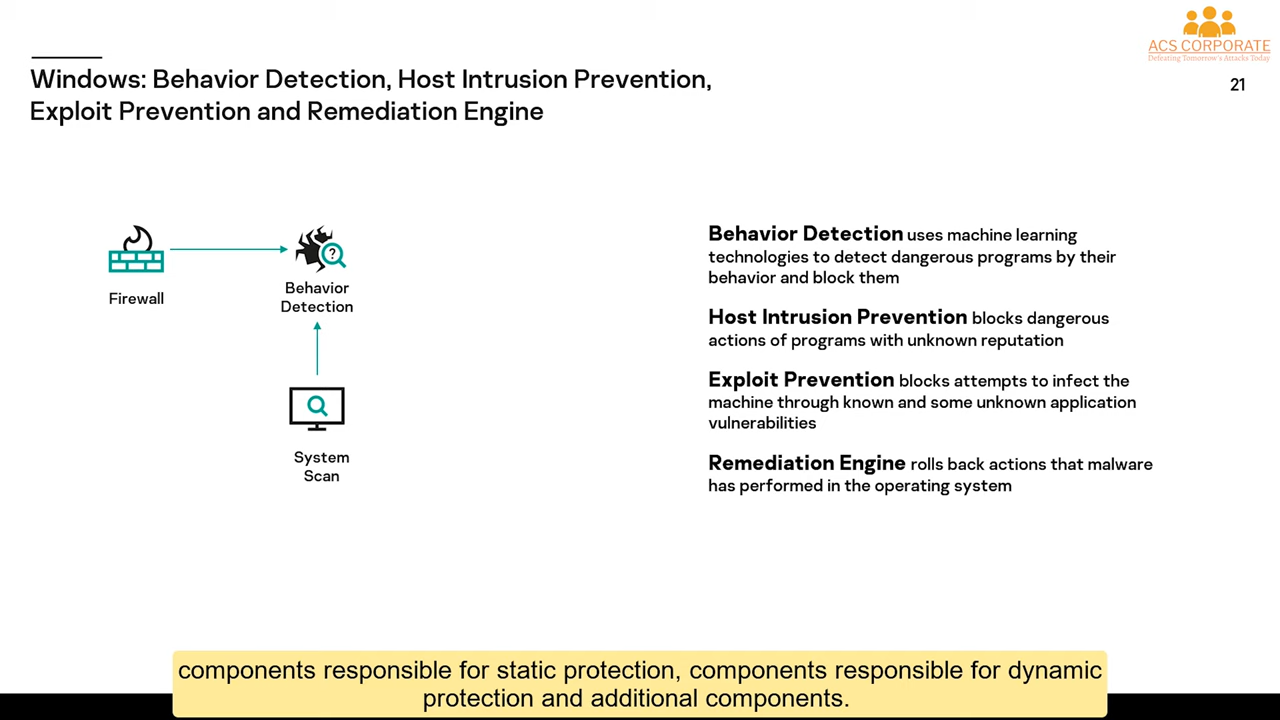 ACS CORPORATE
Defeating Tomorrow's Attacks Today
Windows: Behavior Detection, Host Intrusion Prevention,
Exploit Prevention and Remediation Engine
21
Firewall
?
Behavior
Detection
System
Scan
Behavior Detection uses machine learning
technologies to detect dangerous programs by their
behavior and block them
Host Intrusion Prevention blocks dangerous
actions of programs with unknown reputation
Exploit Prevention blocks attempts to infect the
machine through known and some unknown application
vulnerabilities
Remediation Engine rolls back actions that malware
has performed in the operating system
components responsible for static protection, components responsible for dynamic
protection and additional components.